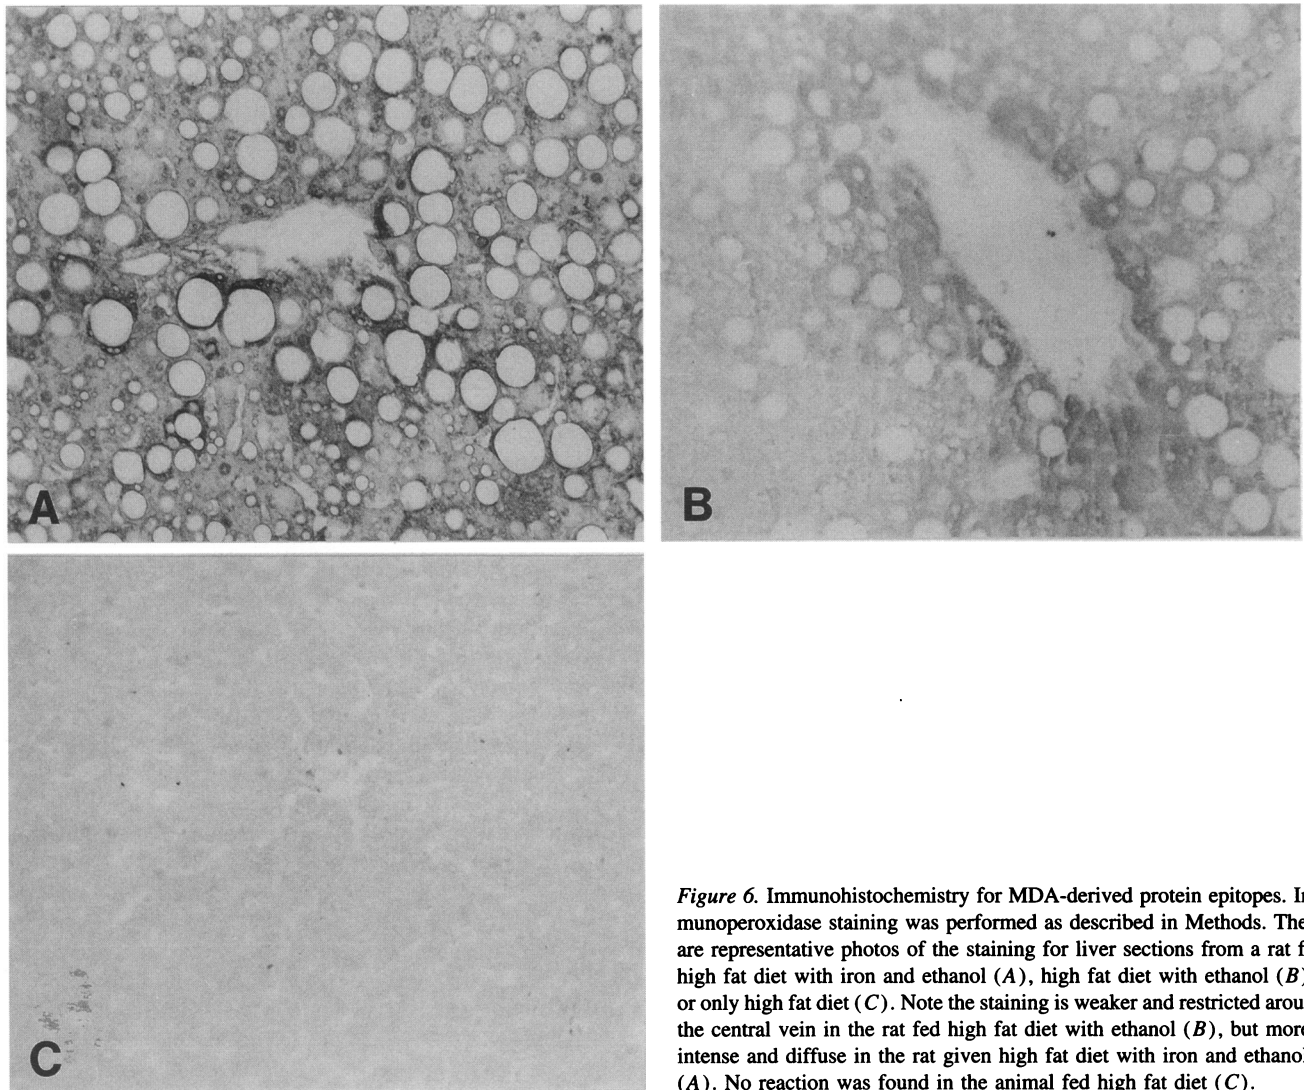 A
B
C
Figure 6. Immunohistochemistry for MDA-derived protein epitopes. 
munoperoxidase staining was performed as described in Methods. 
are representative photos of the staining for liver sections from a rat 
high fat diet with iron and ethanol (A), high fat diet with ethanol (B)
or only high fat diet (C). Note the staining is weaker and restricted 
the central vein in the rat fed high fat diet with ethanol (B), but more
intense and diffuse in the rat given high fat diet with iron and ethanol
(A). No reaction was found in the animal fed high fat diet (C).